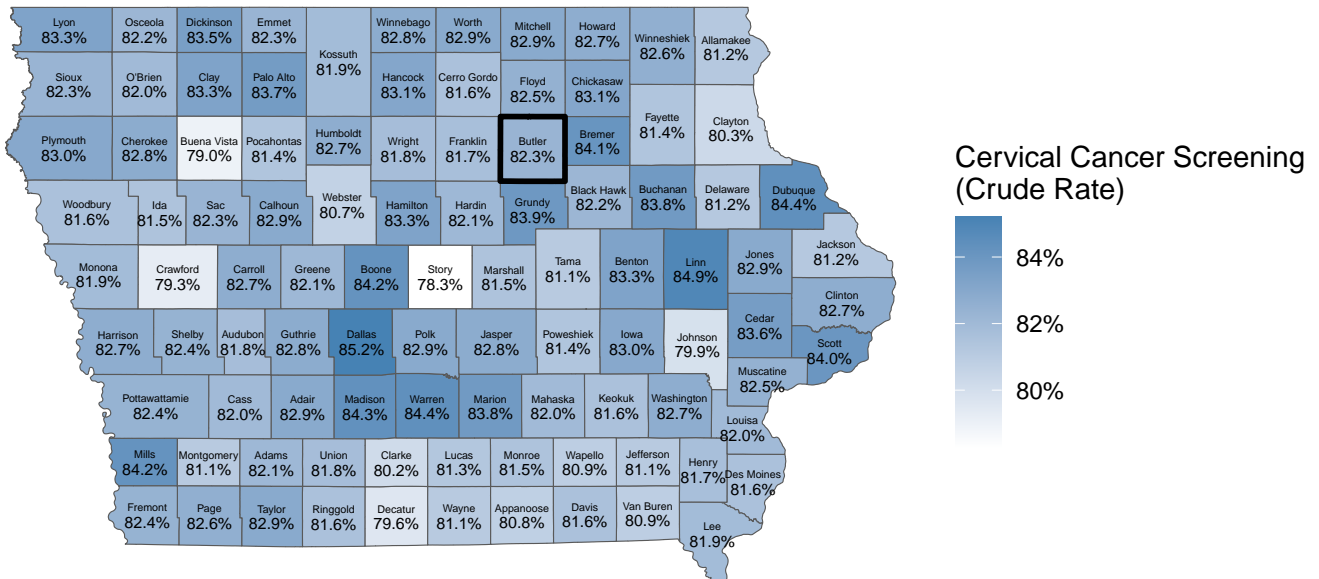 Lyon
83.3%
Osceola
82.2%
Dickinson
83.5%
Emmet
82.3%
Kossuth
81.9%
Winnebago
82.8%
Worth
82.9%
Mitchell
82.9%
Howard
82.7%
Winneshiek
82.6%
Allamakee
81.2%
Sioux
82.3%
O'Brien
82.0%
Clay
83.3%
Palo Alto
83.7%
Hancock
83.1%
Cerro Gordo
81.6%
Floyd
82.5%
Chickasaw
83.1%
Fayette
81.4%
Clayton
80.3%
Plymouth
83.0%
Cherokee
82.8%
Buena Vista
79.0%
Pocahontas
81.4%
Humboldt
82.7%
Wright
81.8%
Franklin
81.7%
Butler
82.3%
Bremer
84.1%
Woodbury
81.6%
Ida
81.5%
Sac
82.3%
Calhoun
82.9%
Webster
80.7%
Hamilton
83.3%
Hardin
82.1%
Grundy
83.9%
Black Hawk
82.2%
Buchanan
83.8%
Delaware
81.2%
Dubuque
84.4%
Monona
81.9%
Crawford
79.3%
Carroll
82.7%
Greene
82.1%
Boone
84.2%
Story
78.3%
Marshall
81.5%
Tama
81.1%
Benton
83.3%
Linn
84.9%
Jones
82.9%
Jackson
81.2%
Clinton
82.7%
Harrison
82.7%
Shelby
82.4%
Audubon
81.8%
Guthrie
82.8%
Dallas
85.2%
Polk
82.9%
Jasper
82.8%
Poweshiek
81.4%
Iowa
83.0%
Johnson
79.9%
Cedar
83.6%
Scott
84.0%
Muscatine
82.5%
Pottawattamie
82.4%
Cass
82.0%
Adair
82.9%
Madison
84.3%
Warren
84.4%
Marion
83.8%
Mahaska
82.0%
Keokuk
81.6%
Washington
82.7%
Louisa
82.0%
Mills
84.2%
Montgomery
81.1%
Adams
82.1%
Union
81.8%
Clarke
80.2%
Lucas
81.3%
Monroe
81.5%
Wapello
80.9%
Jefferson
81.1%
Henry
81.7%
Des Moines
81.6%
Fremont
82.4%
Page
82.6%
Taylor
82.9%
Ringgold
81.6%
Decatur
79.6%
Wayne
81.1%
Appanoose
80.8%
Davis
81.6%
Van Buren
80.9%
Lee
81.9%
Cervical Cancer Screening
(Crude Rate)
84%
82%
80%